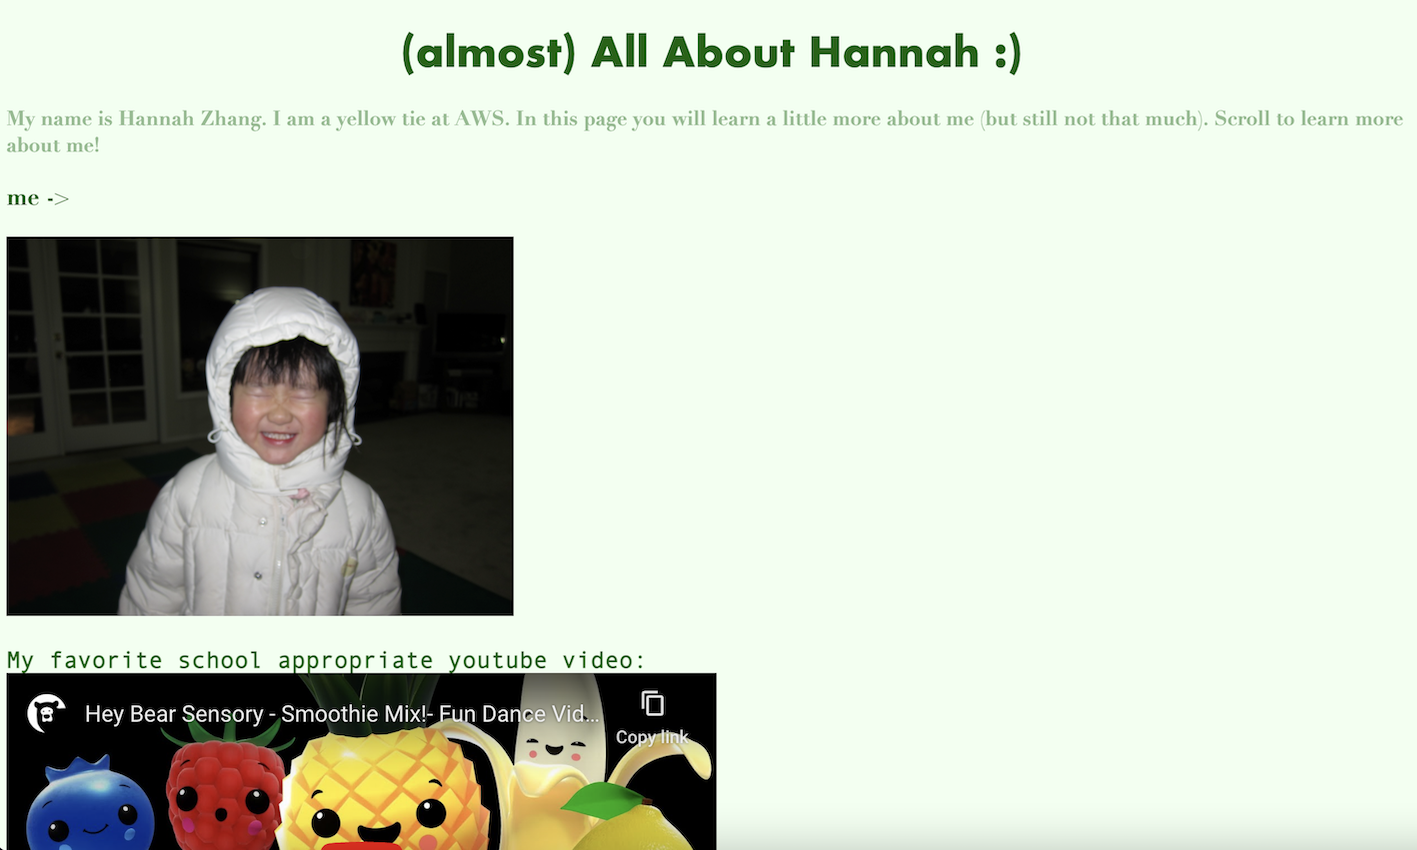 (almost) All About Hannah :)
My name is Hannah Zhang. I am a yellow tie at AWS. In this page you will learn a little more about me (but still not that much). Scroll to learn more
about me!
me ->
My favorite school appropriate youtube video:
Hey Bear Sensory - Smoothie Mix!- Fun Dance Vid...
Copy link